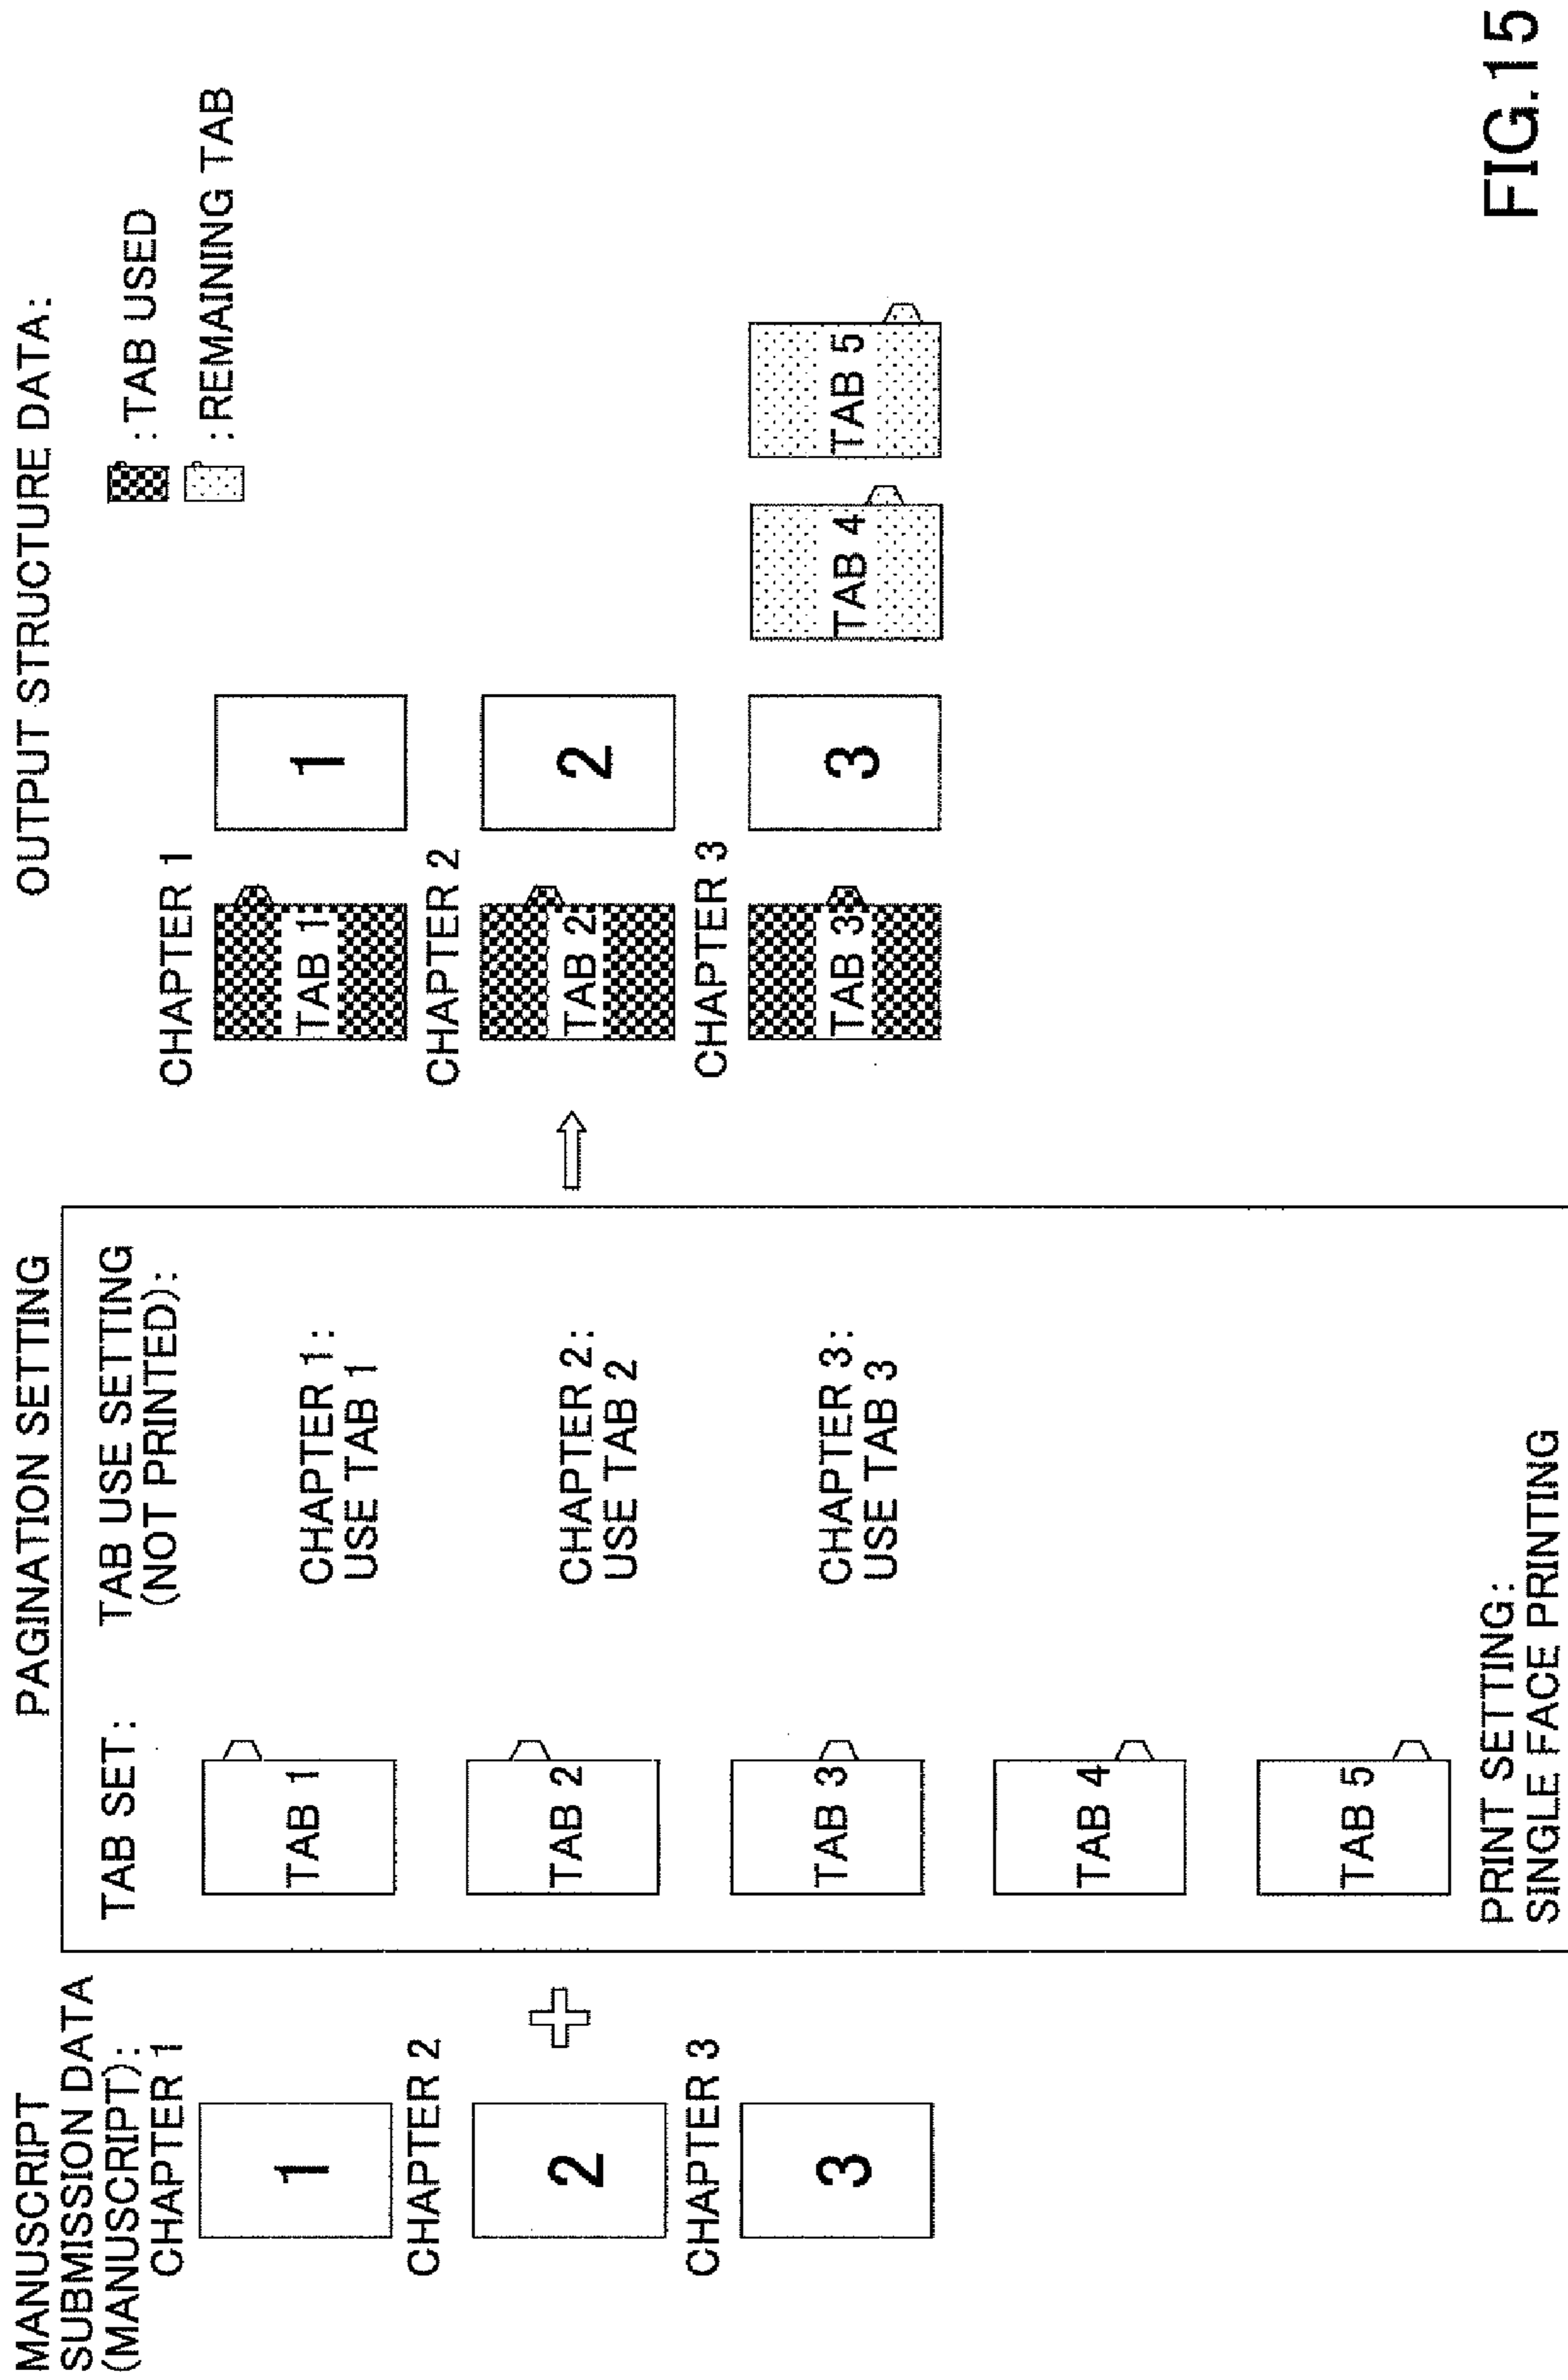 MANUSCRIPT
SUBMISSION DATA
(MANUSCRIPT):
CHAPTER 1
1
CHAPTER 2
2
CHAPTER 3
3
PAGINATION SETTING
TAB SET:
TAB 1
TAB 2
TAB 3
TAB 4
TAB 5
TAB USE SETTING
(NOT PRINTED):
CHAPTER 1:
USE TAB 1
CHAPTER 2:
USE TAB 2
CHAPTER 3:
USE TAB 3
PRINT SETTING:
SINGLE FACE PRINTING
OUTPUT STRUCTURE DATA:
:TAB USED
:REMAINING TAB
CHAPTER 1
TAB 1
1
CHAPTER 2
TAB 2
2
CHAPTER 3
TAB 3
3
TAB 4
TAB 5
FIG.15